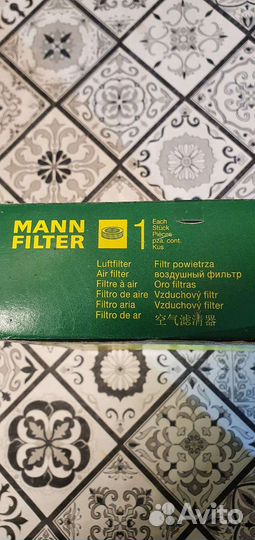 MANN
FILTER
1
Each
Stück
Pièces
pza. cont.
Kus
Luftfilter
Air filter
Filtre à air
Filtro de aire
Filtro aria
Filtro de ar
Filtr powietrza
воздушный фильтр
Oro filtras
Vzduchový filtr
Vzduchový filter
空气滤清器
Avito